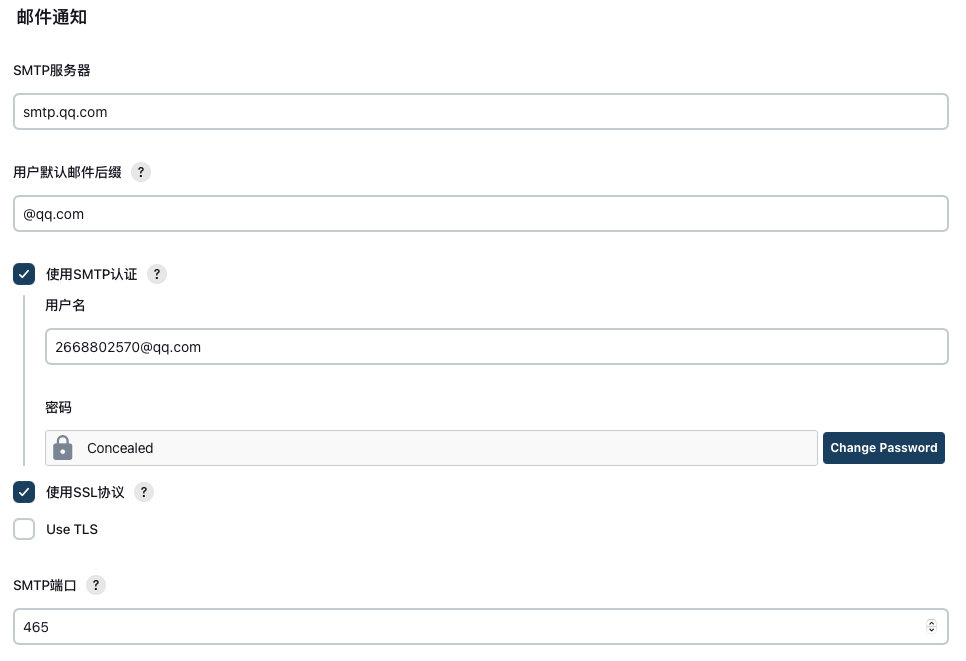 邮件通知
SMTP服务器
smtp.qq.com
用户默认邮件后缀 ?
@qq.com
使用SMTP认证 ?
用户名
2668802570@qq.com
密码
Concealed
Change Password
使用SSL协议 ?
Use TLS
SMTP端口 ?
465